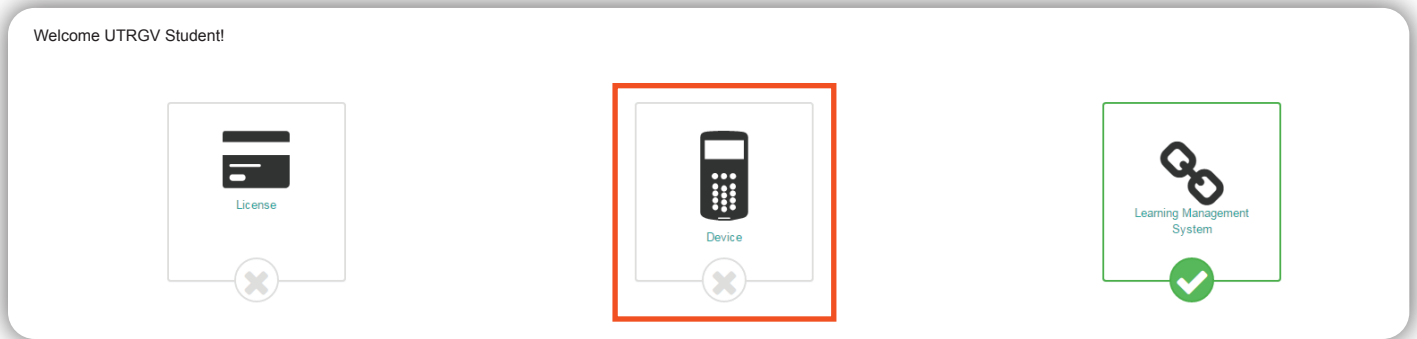 Welcome UTRGV Student!
License
Device
Learning Management
System